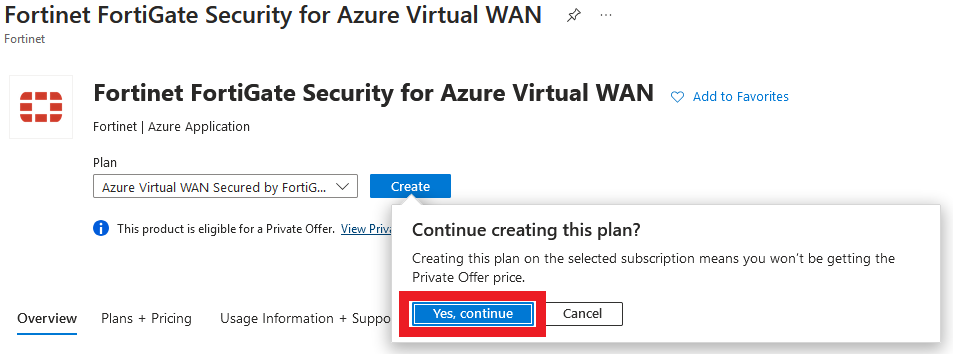 Fortinet FortiGate Security for Azure Virtual WAN
Fortinet
Fortinet FortiGate Security for Azure Virtual WAN
Add to Favorites
Fortinet | Azure Application
Plan
Azure Virtual WAN Secured by FortiG...
Create
This product is eligible for a Private Offer. View Priva
Continue creating this plan?
Creating this plan on the selected subscription means you won't be getting the
Private Offer price.
Yes, continue
Cancel
Overview
Plans + Pricing
Usage Information + Suppo